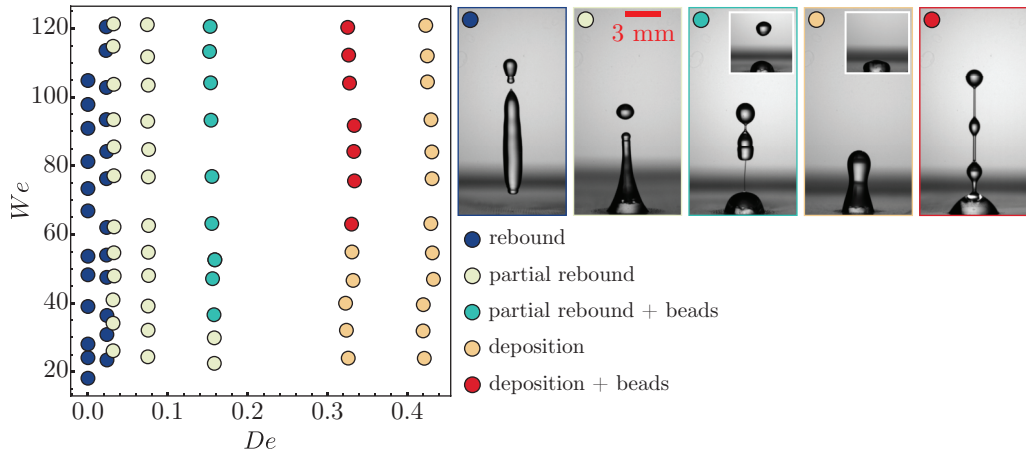 120
100
80
60
40
20
We
0.0 0.1 0.2 0.3 0.4
De
3 mm
rebound
partial rebound
partial rebound + beads
deposition
deposition + beads